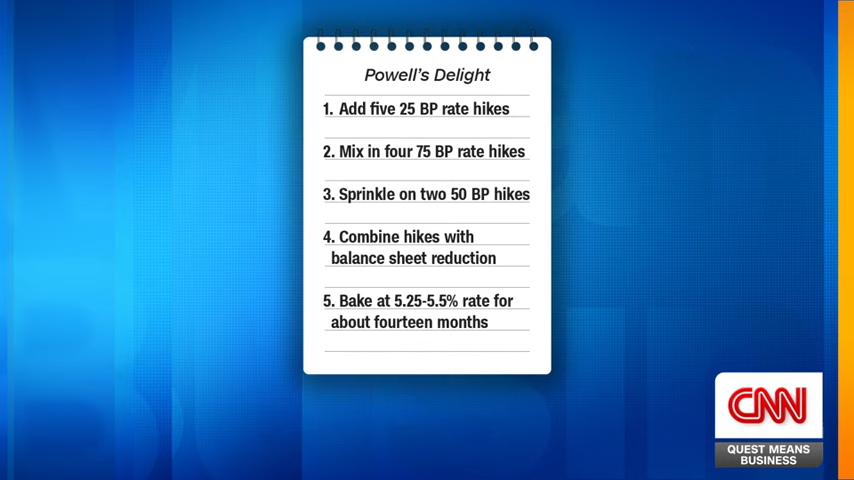 Powell's Delight
1. Add five 25 BP rate hikes
2. Mix in four 75 BP rate hikes
3. Sprinkle on two 50 BP hikes
4. Combine hikes with
balance sheet reduction
5. Bake at 5.25-5.5% rate for
about fourteen months
CNN
QUEST MEANS
BUSINESS